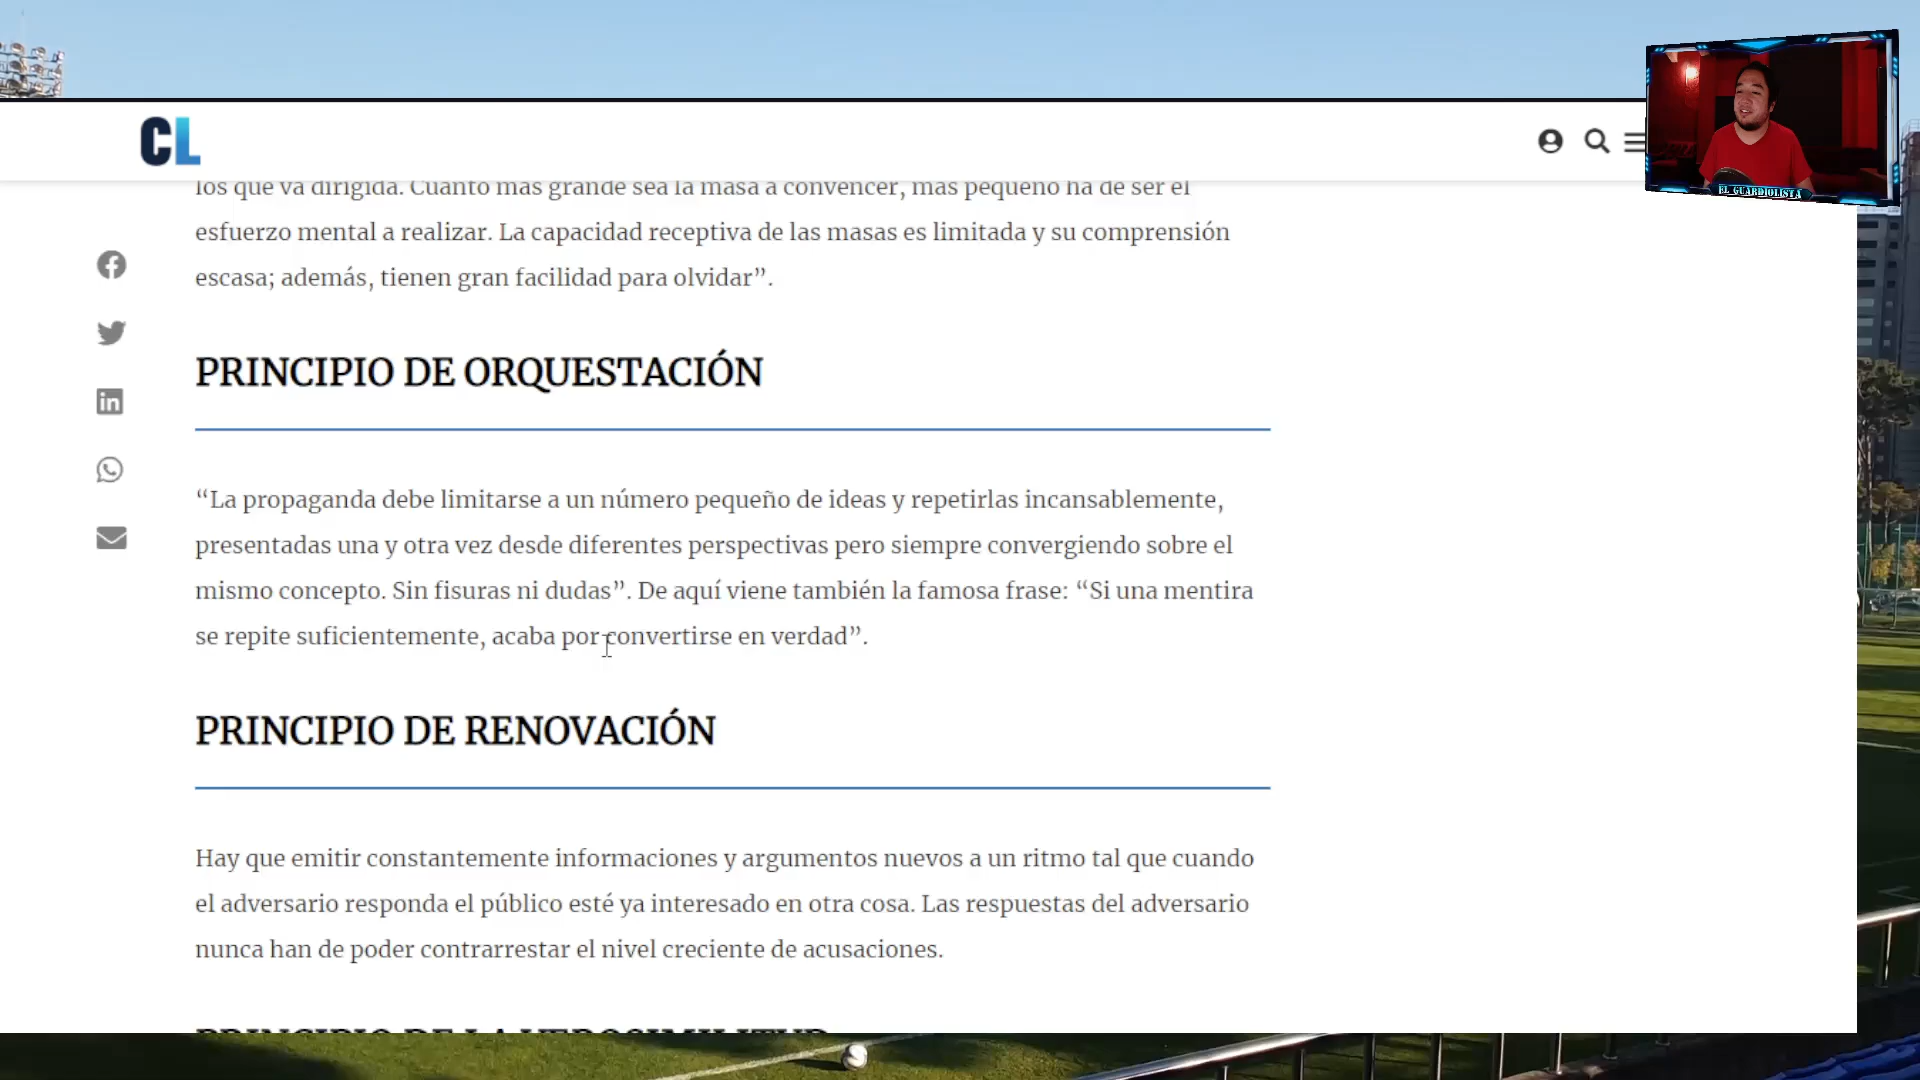 CL
los que va dirigida. Cuanto más grande sea la masa a convencer, más pequeño ha de ser el
esfuerzo mental a realizar. La capacidad receptiva de las masas es limitada y su comprensión
escasa; además, tienen gran facilidad para olvidar”.
PRINCIPIO DE ORQUESTACIÓN
“La propaganda debe limitarse a un número pequeño de ideas y repetirlas incansablemente,
presentadas una y otra vez desde diferentes perspectivas pero siempre convergiendo sobre el
mismo concepto. Sin fisuras ni dudas”. De aquí viene también la famosa frase: “Si una mentira
se repite suficientemente, acaba por convertirse en verdad”.
PRINCIPIO DE RENOVACIÓN
Hay que emitir constantemente informaciones y argumentos nuevos a un ritmo tal que cuando
el adversario responda el público esté ya interesado en otra cosa. Las respuestas del adversario
nunca han de poder contrarrestar el nivel creciente de acusaciones.
PRINCIPIO DE LA VEROSIMILITUD
EL GUARDIOLISTA